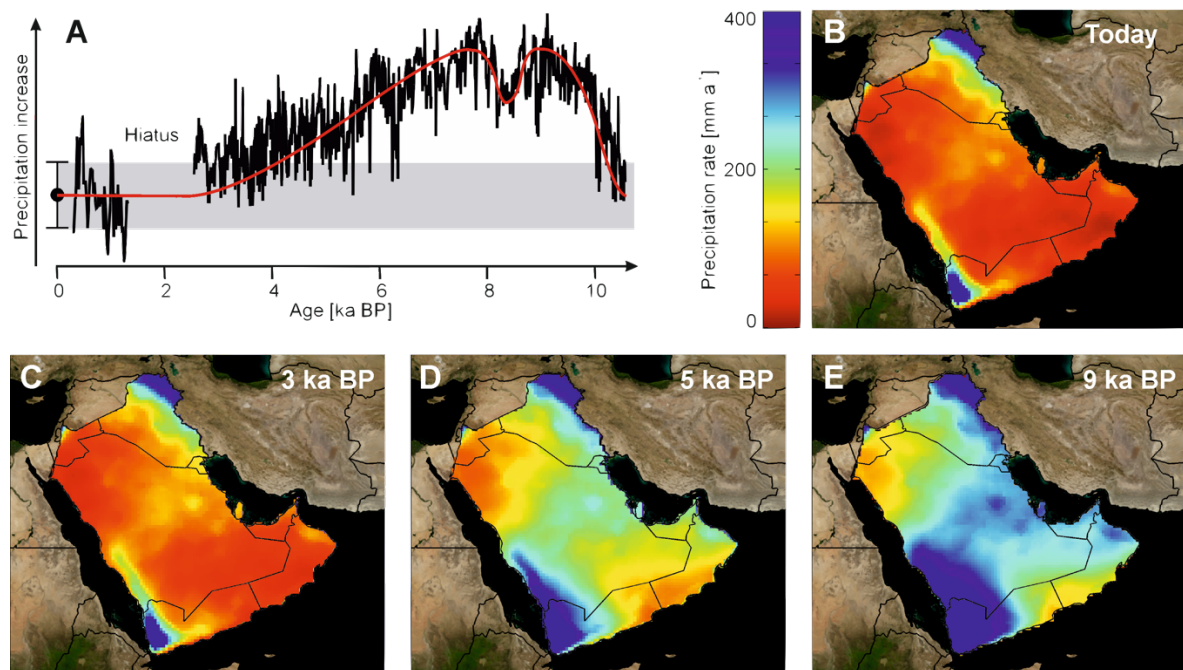 A
Precipitation increase
Hiatus
0 2 4 6 8 10
Age [ka BP]
Precipitation rate [mm a⁻]
400
200
0
B
Today
C
3 ka BP
D
5 ka BP
E
9 ka BP